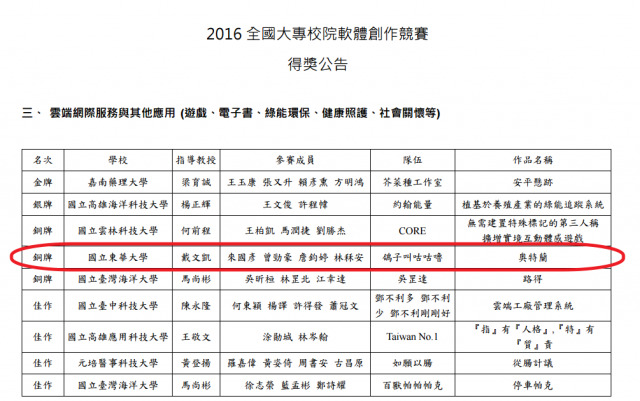 2016 全國大專校院軟體創作競賽
得獎公告
三、 雲端網際服務與其他應用 (遊戲、電子書、綠能環保、健康照護、社會關懷等)
名次 學校 指導教授 參賽成員 隊伍 作品名稱
金牌 嘉南藥理大學 梁育誠 王玉康 張又升 賴彥熏 方明鴻 芥菜種工作室 安平懸跡
銀牌 國立高雄海洋科技大學 楊正輝 王文俊 許程幃 約翰能量 植基於養殖產業的綠能追蹤系統
銅牌 國立雲林科技大學 何前程 王柏凱 馬潤捷 劉勝杰 CORE 無需建置特殊標記的第三人稱
擴增實境互動體感遊戲
銅牌 國立東華大學 戴文凱 來國彥 曾勁豪 詹鈞婷 林秝安 鴿子叫咕咕嚕 奧特蘭
銅牌 國立臺灣海洋大學 馬尚彬 吳昕桓 林罡北 江幸達 吳罡達 路得
佳作 國立臺中科技大學 陳永隆 何東穎 楊譯 許得發 蕭冠文 鄧不利多 鄧不利
少 鄧不利剛剛好 雲端工廠管理系統
佳作 國立高雄應用科技大學 王敬文 涂勛城 林岑翰 Taiwan No.1 『指』有『人格』,『特』有
『質』責
佳作 元培醫事科技大學 黃登揚 羅嘉偉 黃姿倚 周書安 古昌原 如願以勝 從勝計議
佳作 國立臺灣海洋大學 馬尚彬 徐志榮 藍孟彬 鄭詩耀 百獸帕帕帕克 停車帕克